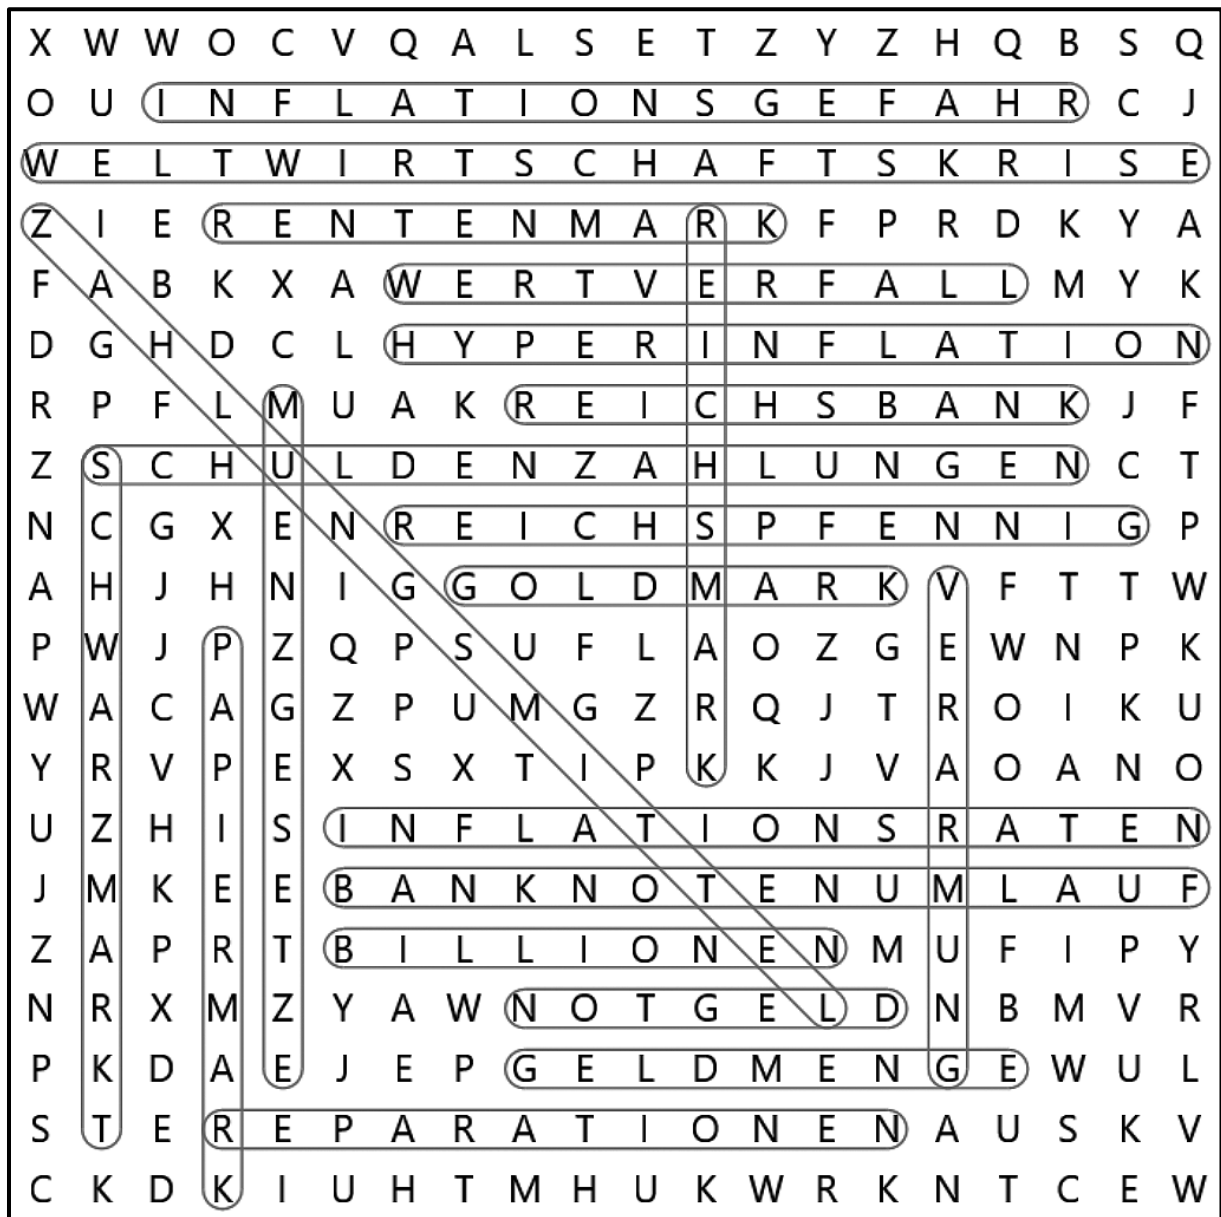 X W W O C V Q A L S E T Z Y Z H Q B S Q
O U I N F L A T I O N S G E F A H R C J
W E L T W I R T S C H A F T S K R I S E
Z I E R E N T E N M A R K F P R D K Y A
F A B K X A W E R T V E R F A L L M Y K
D G H D C L H Y P E R I N F L A T I O N
R P F L M U A K R E I C H S B A N K J F
Z S C H U L D E N Z A H L U N G E N C T
N C G X E N R E I C H S P F E N N I G P
A H J H N I G G O L D M A R K V F T T W
P W J P Z Q P S U F L A O Z G E W N P K
W A C A G Z P U M G Z R Q J T R O I K U
Y R V P E X S X T I P K K J V A O A N O
U Z H I S I N F L A T I O N S R A T E N
J M K E E B A N K N O T E N U M L A U F
Z A P R T B I L L I O N E N M U F I P Y
N R X M Z Y A W N O T G E L D N B M V R
P K D A E J E P G E L D M E N G E W U L
S T E R E P A R A T I O N E N A U S K V
C K D K I U H T M H U K W R K N T C E W